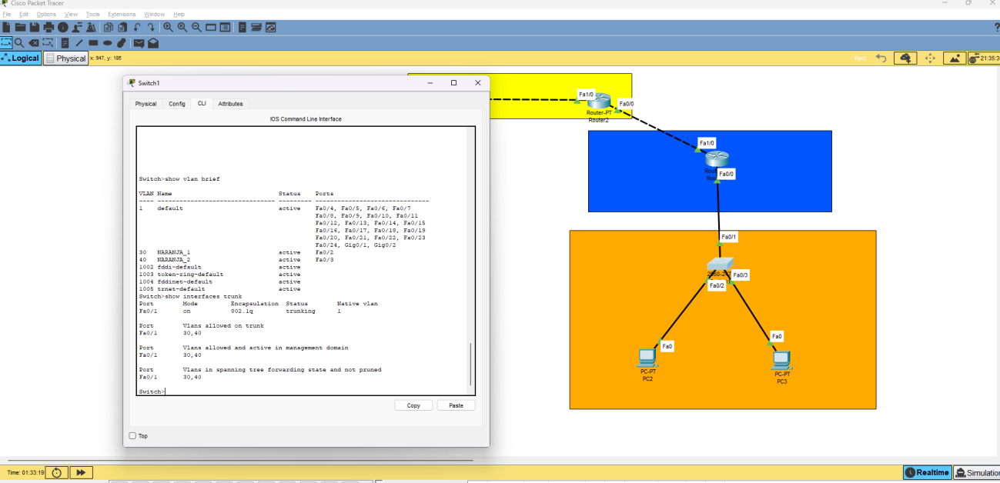 Cisco Packet Tracer
File Edit Options View Tools Extensions Window Help
Logical Physical x: 947, y: 186
Root
21:35:3
Switch1
Physical Config CLI Attributes
IOS Command Line Interface
Switch>show vlan brief
VLAN Name Status Ports
---- -------------------------------- --------- -------------------------------
1 default active Fa0/4, Fa0/5, Fa0/6, Fa0/7
Fa0/8, Fa0/9, Fa0/10, Fa0/11
Fa0/12, Fa0/13, Fa0/14, Fa0/15
Fa0/16, Fa0/17, Fa0/18, Fa0/19
Fa0/20, Fa0/21, Fa0/22, Fa0/23
Fa0/24, Gig0/1, Gig0/2
30 NARANJA_1 active Fa0/2
40 NARANJA_2 active Fa0/3
1002 fddi-default active
1003 token-ring-default active
1004 fddinet-default active
1005 trnet-default active
Switch>show interfaces trunk
Port Mode Encapsulation Status Native vlan
Fa0/1 on 802.1q trunking 1
Port Vlans allowed on trunk
Fa0/1 30,40
Port Vlans allowed and active in management domain
Fa0/1 30,40
Port Vlans in spanning tree forwarding state and not pruned
Fa0/1 30,40
Switch>
Copy Paste
Top
Fa1/0
Fa0/0
Router-PT
Router2
Fa1/0
Fa0/0
Fa0/1
Fa0/3
Fa0/2
Fa0
PC-PT
PC2
Fa0
PC-PT
PC3
Time: 01:33:19
Realtime Simulation